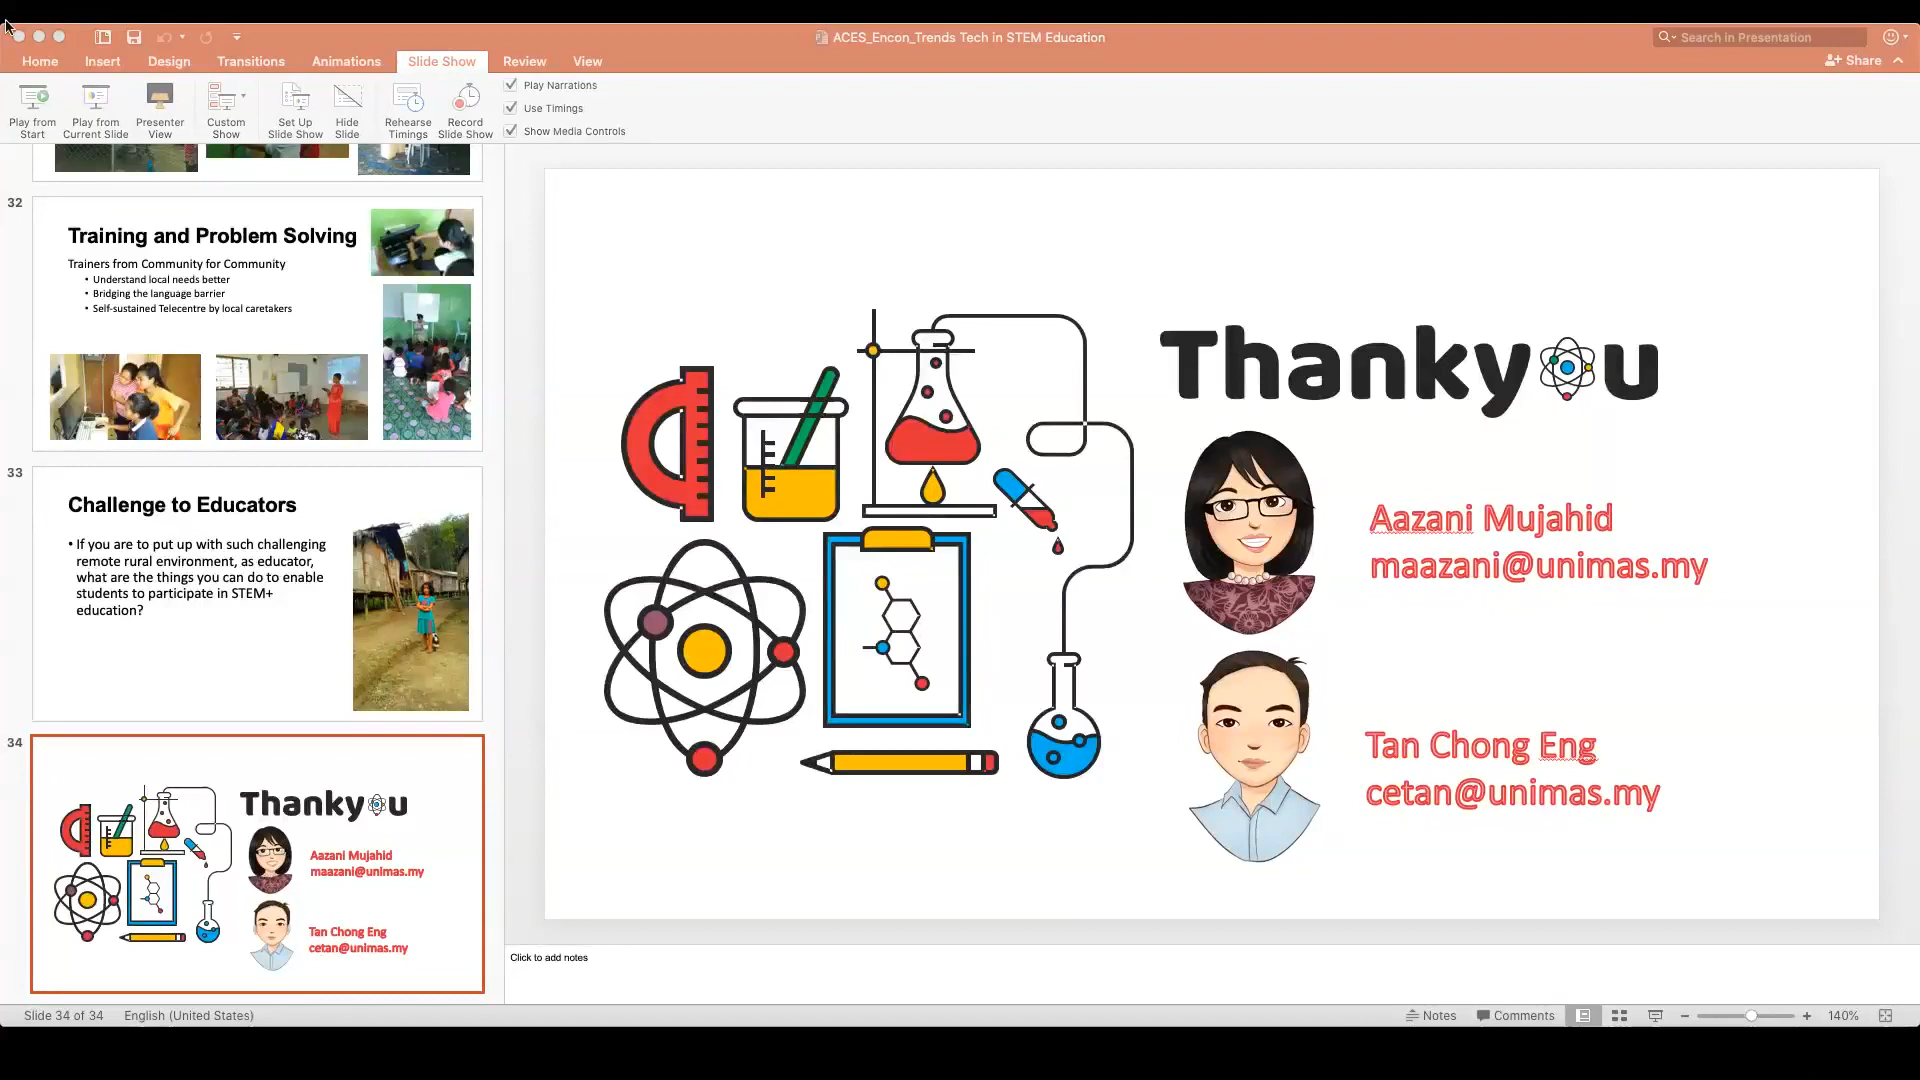 ACES_Encon_Trends Tech in STEM Education
Search in Presentation
Home Insert Design Transitions Animations Slide Show Review View
Share
Play from Start
Play from Current Slide
Presenter View
Custom Show
Set Up Slide Show
Hide Slide
Rehearse Timings
Record Slide Show
Play Narrations
Use Timings
Show Media Controls
32
Training and Problem Solving
Trainers from Community for Community
• Understand local needs better
• Bridging the language barrier
• Self-sustained Telecentre by local caretakers
33
Challenge to Educators
• If you are to put up with such challenging
remote rural environment, as educator,
what are the things you can do to enable
students to participate in STEM+
education?
34
Thankyou
Aazani Mujahid
maazani@unimas.my
Tan Chong Eng
cetan@unimas.my
Thankyou
Aazani Mujahid
maazani@unimas.my
Tan Chong Eng
cetan@unimas.my
Click to add notes
Slide 34 of 34 English (United States)
Notes Comments 140%